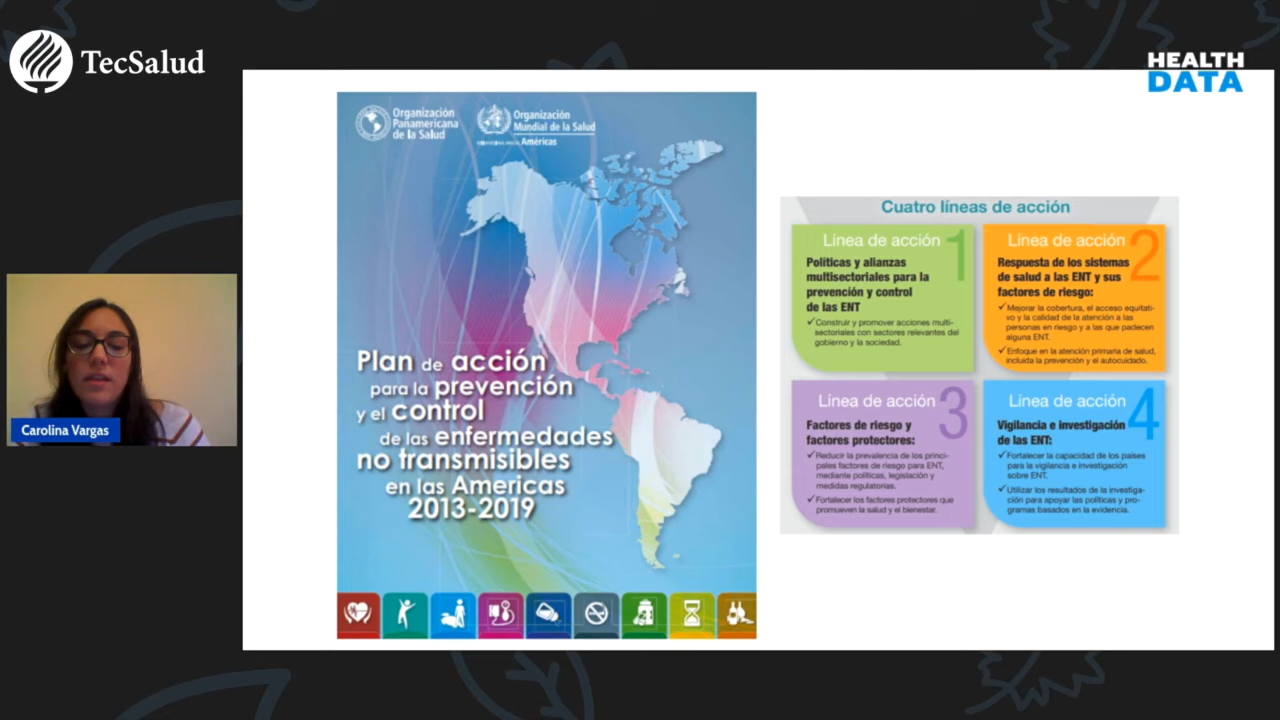 TecSalud
HEALTH
DATA
Carolina Vargas
Organización
Panamericana
de la Salud
Organización
Mundial de la Salud
Américas
Plan de acción
para la prevención
y el control
de las enfermedades
no transmisibles
en las Americas
2013-2019
Cuatro líneas de acción
Línea de acción 1
Políticas y alianzas
multisectoriales para la
prevención y control
de las ENT
✓Construir y promover acciones multi-
sectoriales con sectores relevantes del
gobierno y la sociedad.
Línea de acción 2
Respuesta de los sistemas
de salud a las ENT y sus
factores de riesgo:
✓Mejorar la cobertura, el acceso equitati-
vo y la calidad de la atención a las
personas en riesgo y a las que padecen
alguna ENT.
✓Enfoque en la atención primaria de salud,
incluida la prevención y el autocuidado.
Línea de acción 3
Factores de riesgo y
factores protectores:
✓Reducir la prevalencia de los princi-
pales factores de riesgo para ENT,
mediante políticas, legislación y
medidas regulatorias.
✓Fortalecer los factores protectores que
promueven la salud y el bienestar.
Línea de acción 4
Vigilancia e investigación
de las ENT:
✓Fortalecer la capacidad de los países
para la vigilancia e investigación
sobre ENT.
✓Utilizar los resultados de la investiga-
ción para apoyar las políticas y pro-
gramas basados en la evidencia.